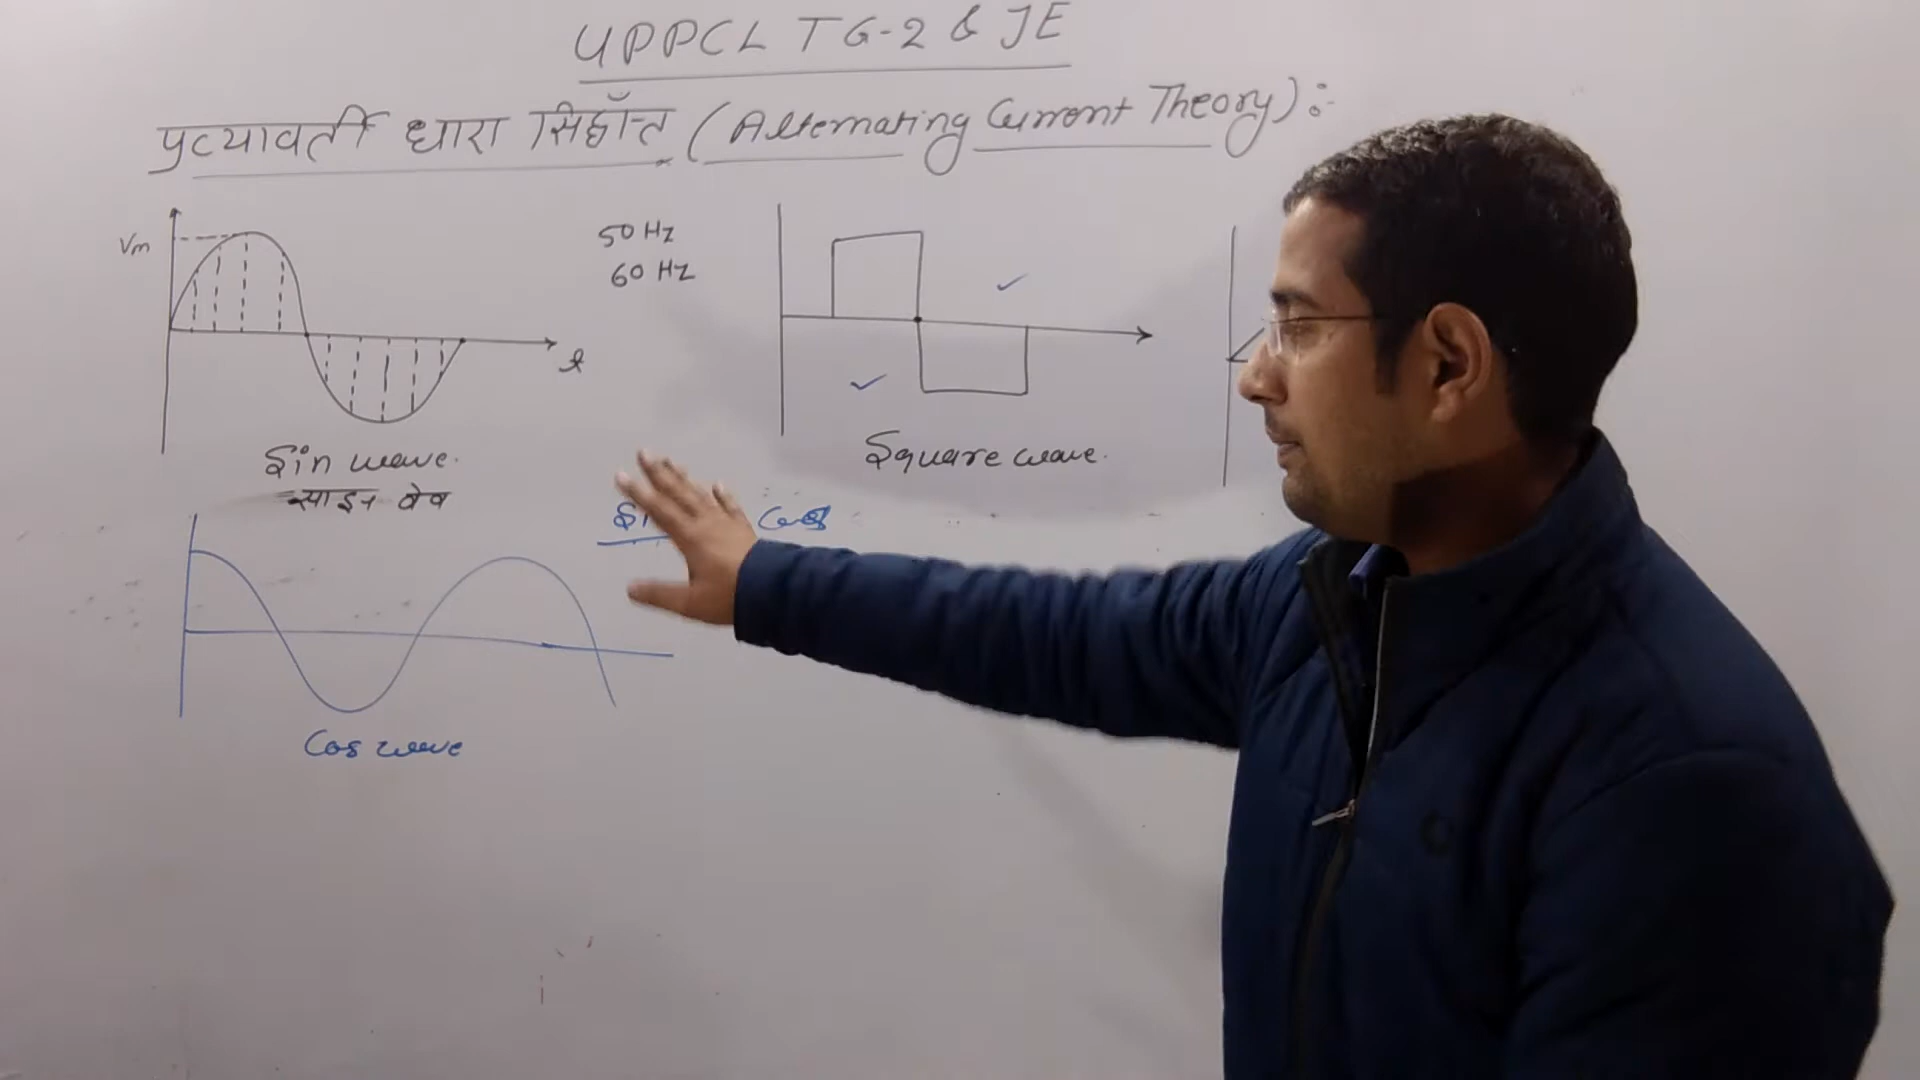 UPPCL TG-2 & JE
प्रत्यावर्ती धारा सिद्धाँन्त (Alternating Current Theory) :-
Vm
50 Hz
60 Hz
t
Sin wave.
साइन वेव
Square wave.
Cos
Cos wave